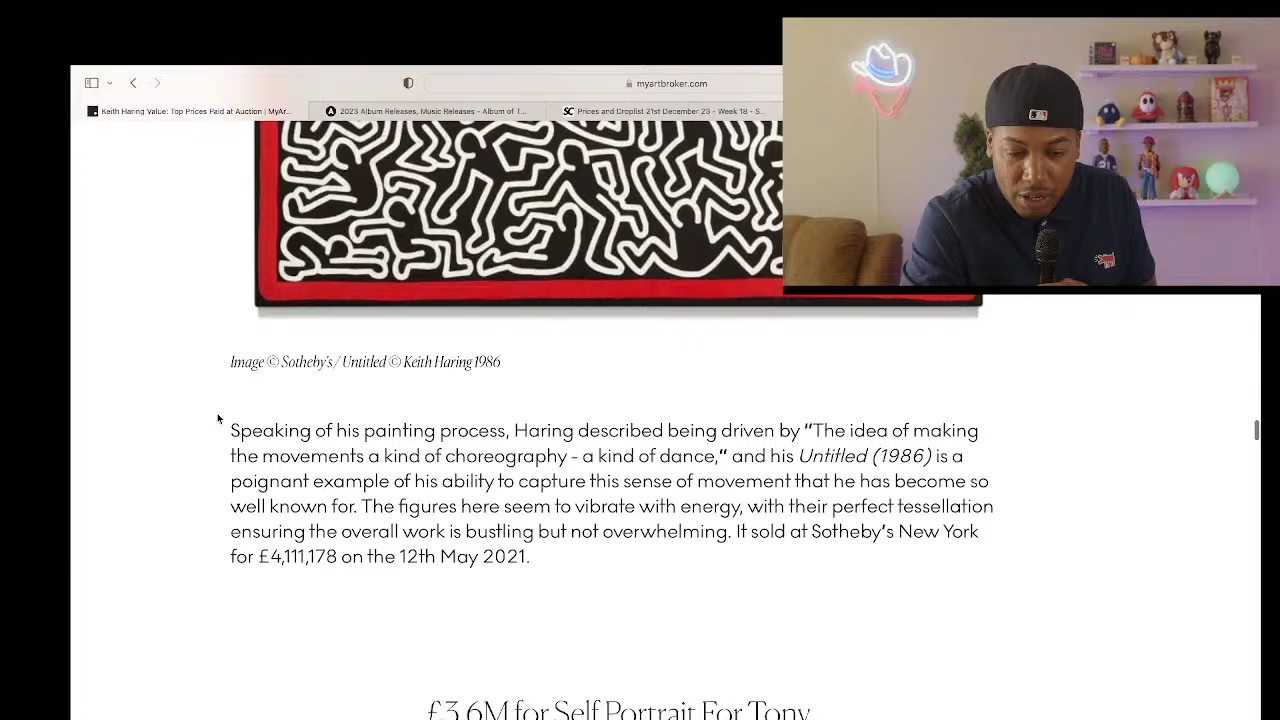 myartbroker.com
Keith Haring Value: Top Prices Paid at Auction | MyAr...
2023 Album Releases, Music Releases - Album of T...
SC Prices and Droplist 21st December 23 - Week 18 - S...
Image © Sotheby's / Untitled © Keith Haring 1986
Speaking of his painting process, Haring described being driven by "The idea of making
the movements a kind of choreography - a kind of dance," and his Untitled (1986) is a
poignant example of his ability to capture this sense of movement that he has become so
well known for. The figures here seem to vibrate with energy, with their perfect tessellation
ensuring the overall work is bustling but not overwhelming. It sold at Sotheby's New York
for £4,111,178 on the 12th May 2021.
£3.6M for Self Portrait For Tony